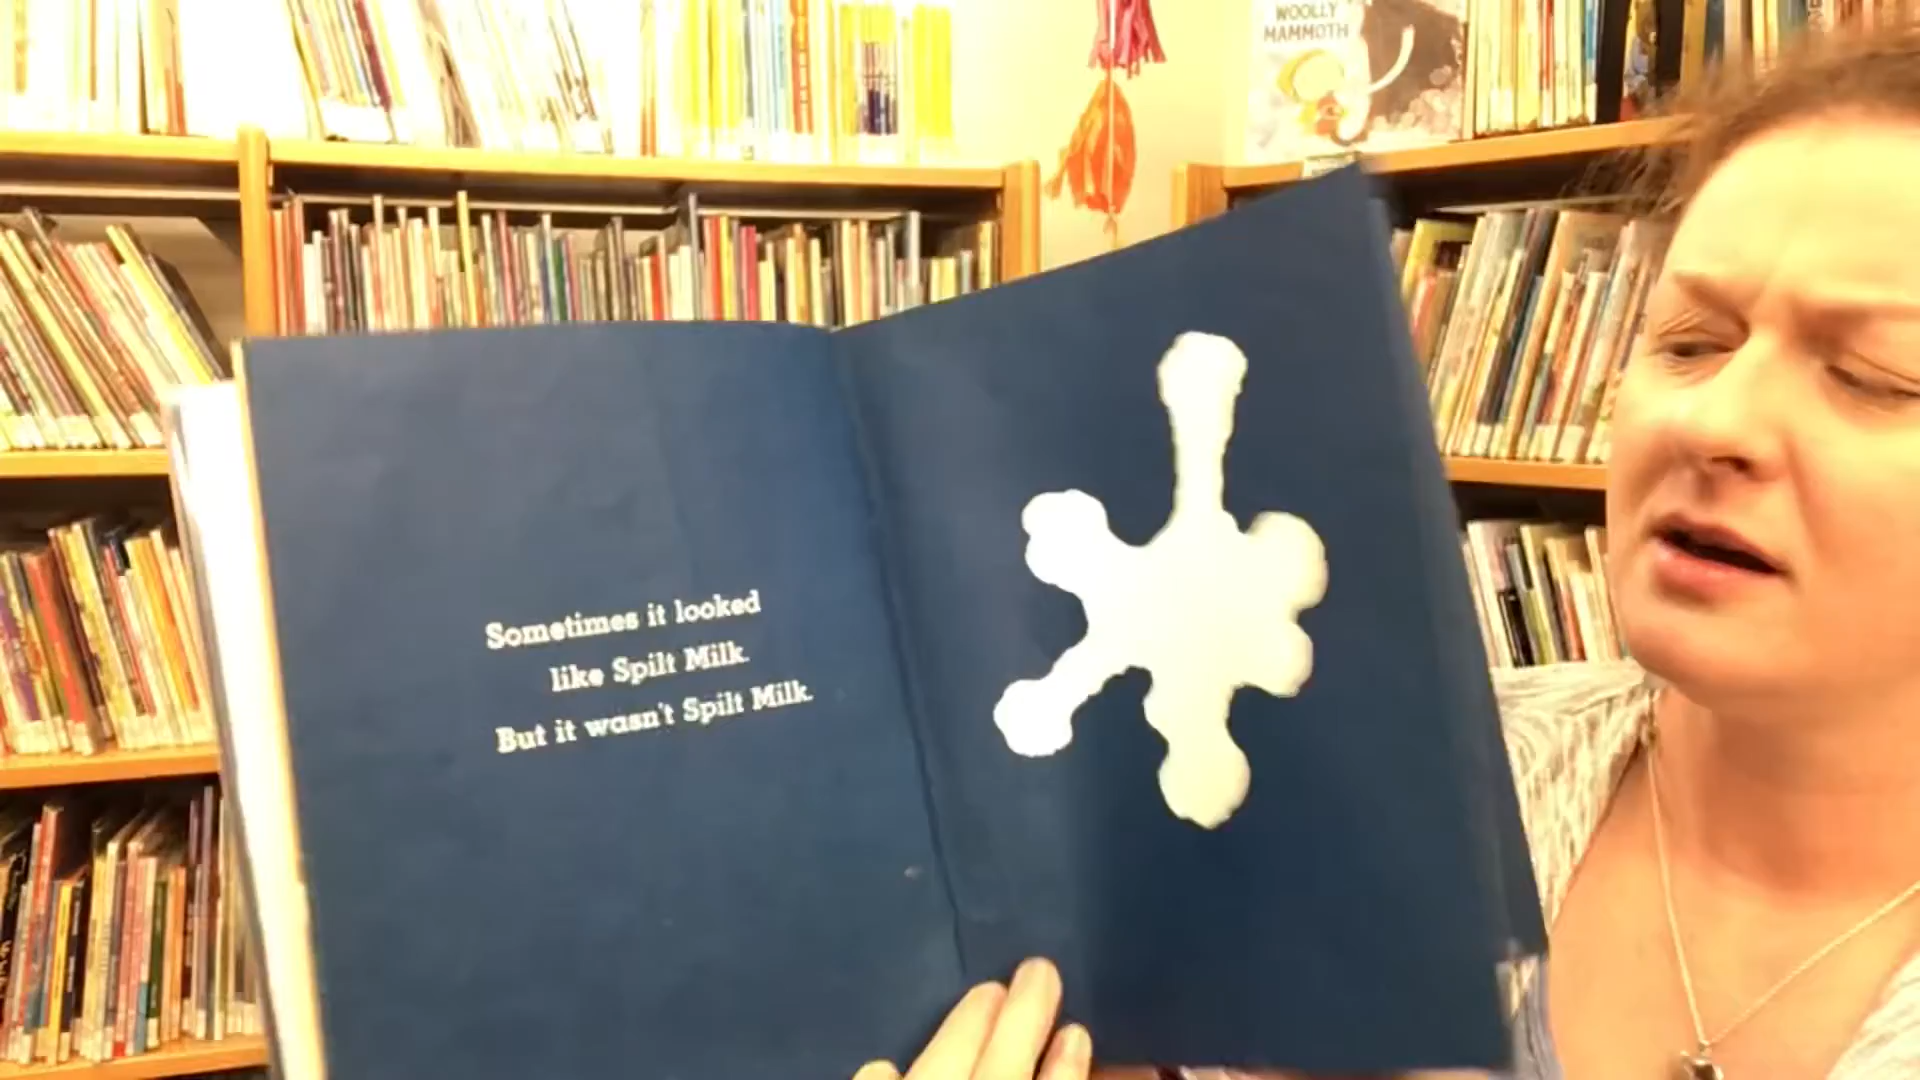 WOOLLY
MAMMOTH
Sometimes it looked
like Spilt Milk.
But it wasn't Spilt Milk.